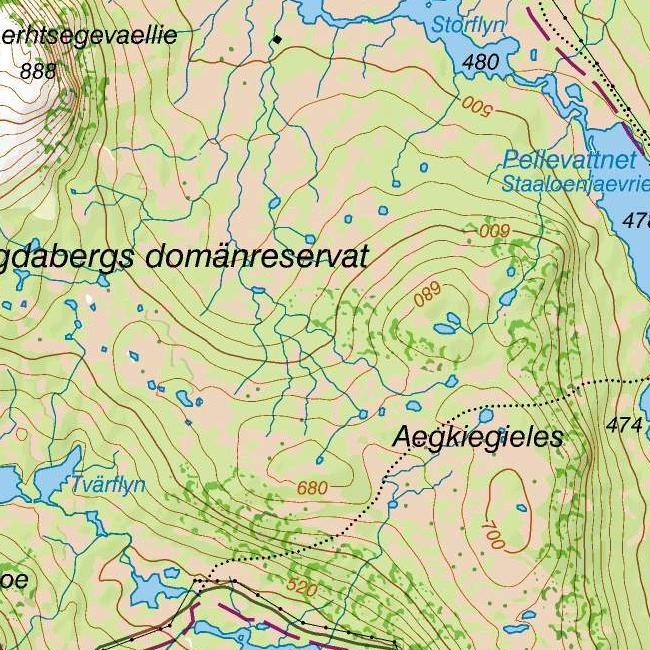 Storflyn
erhtsegevaellie
480
888
500
Pellevattnet
Staaloenjaevrie
478
600
gdabergs domänreservat
680
474
Aegkiegieles
Tvärflyn
680
700
oe
520